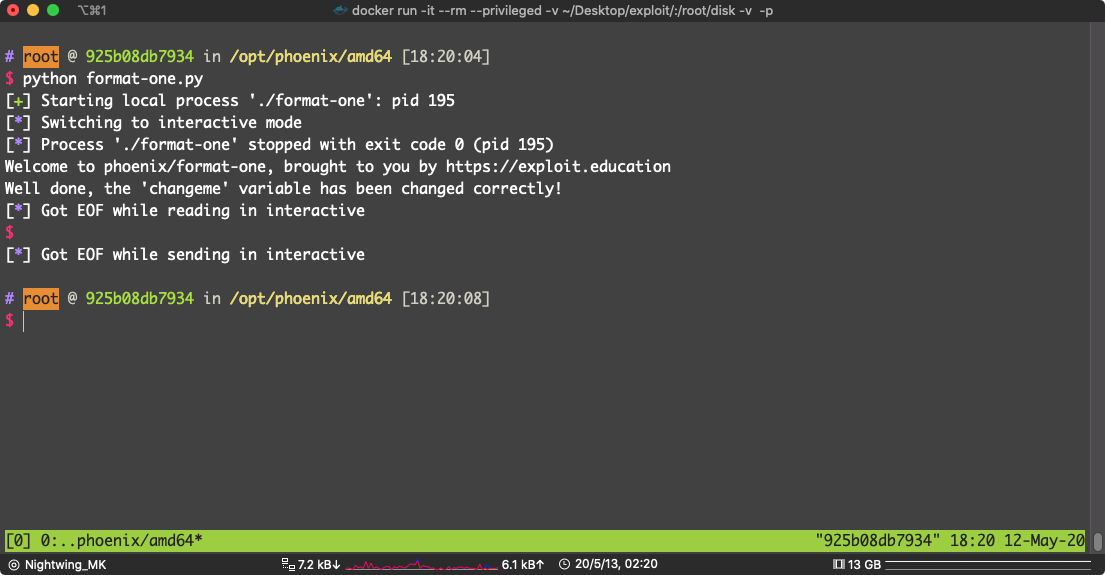 ⌥⌘1 docker run -it --rm --privileged -v ~/Desktop/exploit/:/root/disk -v  -p
# root @ 925b08db7934 in /opt/phoenix/amd64 [18:20:04]
$ python format-one.py
[+] Starting local process './format-one': pid 195
[*] Switching to interactive mode
[*] Process './format-one' stopped with exit code 0 (pid 195)
Welcome to phoenix/format-one, brought to you by https://exploit.education
Well done, the 'changeme' variable has been changed correctly!
[*] Got EOF while reading in interactive
$
[*] Got EOF while sending in interactive
# root @ 925b08db7934 in /opt/phoenix/amd64 [18:20:08]
$
[0] 0:..phoenix/amd64* "925b08db7934" 18:20 12-May-20
Nightwing_MK 7.2 kB↓ 6.1 kB↑ 20/5/13, 02:20 13 GB